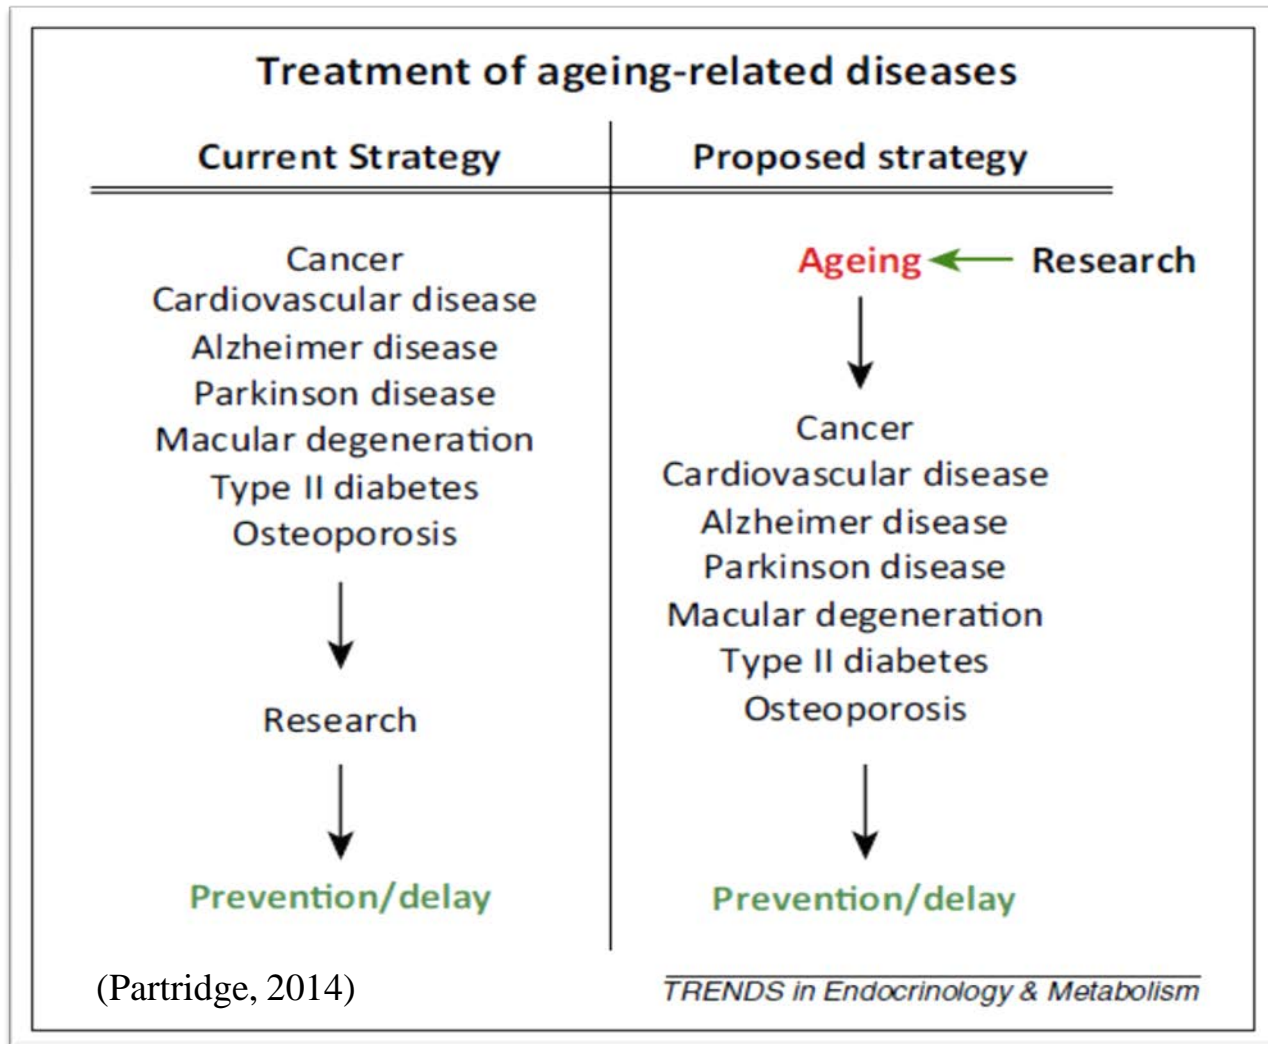 Treatment of ageing-related diseases
Current Strategy
Cancer
Cardiovascular disease
Alzheimer disease
Parkinson disease
Macular degeneration
Type II diabetes
Osteoporosis
Research
Prevention/delay
Proposed strategy
Ageing
Research
Cancer
Cardiovascular disease
Alzheimer disease
Parkinson disease
Macular degeneration
Type II diabetes
Osteoporosis
Prevention/delay
(Partridge, 2014)
TRENDS in Endocrinology & Metabolism